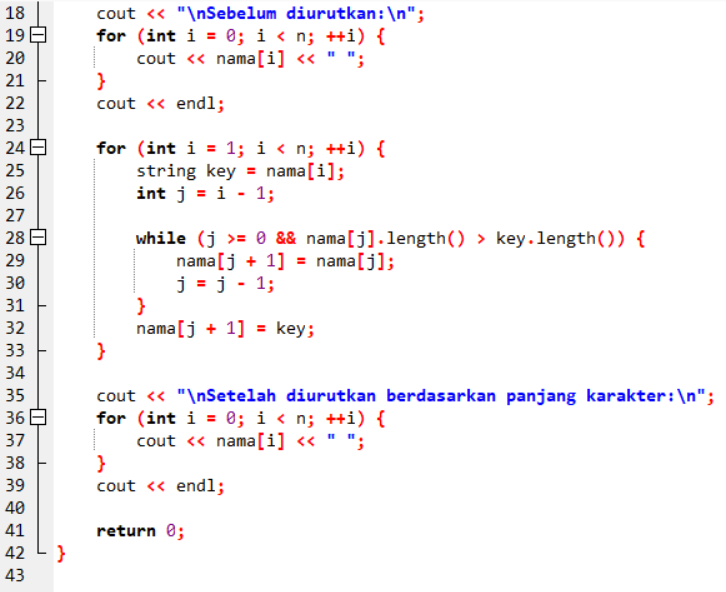 18 cout << "\nSebelum diurutkan:\n";
19 for (int i = 0; i < n; ++i) {
20 cout << nama[i] << " ";
21 }
22 cout << endl;
23
24 for (int i = 1; i < n; ++i) {
25 string key = nama[i];
26 int j = i - 1;
27
28 while (j >= 0 && nama[j].length() > key.length()) {
29 nama[j + 1] = nama[j];
30 j = j - 1;
31 }
32 nama[j + 1] = key;
33 }
34
35 cout << "\nSetelah diurutkan berdasarkan panjang karakter:\n";
36 for (int i = 0; i < n; ++i) {
37 cout << nama[i] << " ";
38 }
39 cout << endl;
40
41 return 0;
42 }
43